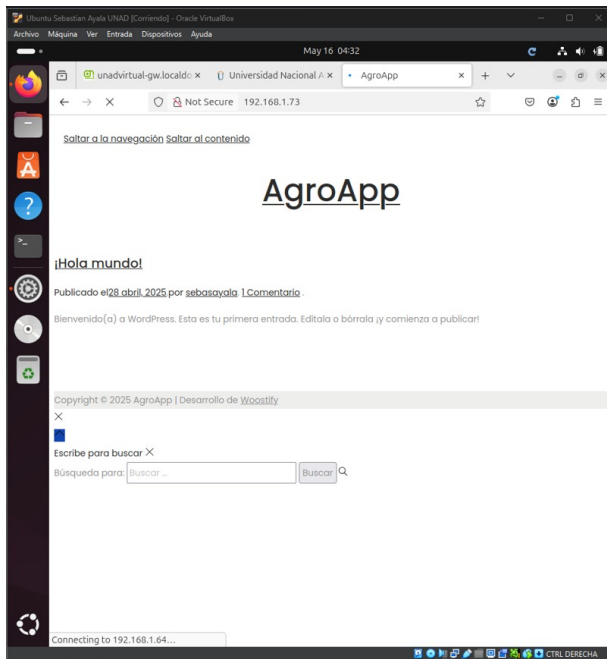 Ubuntu Sebastian Ayala UNAD [Corriendo] - Oracle VirtualBox
Archivo Máquina Ver Entrada Dispositivos Ayuda
May 16 04:32
unadvirtual-gw.localdo Universidad Nacional A AgroApp
Not Secure 192.168.1.73
Saltar a la navegación Saltar al contenido
AgroApp
¡Hola mundo!
Publicado el28 abril, 2025 por sebasayala. 1 Comentario .
Bienvenido(a) a WordPress. Esta es tu primera entrada. Edítala o bórrala ¡y comienza a publicar!
Copyright © 2025 AgroApp | Desarrollo de Woostify
Escribe para buscar
Búsqueda para: Buscar ... Buscar
Connecting to 192.168.1.64...
CTRL DERECHA